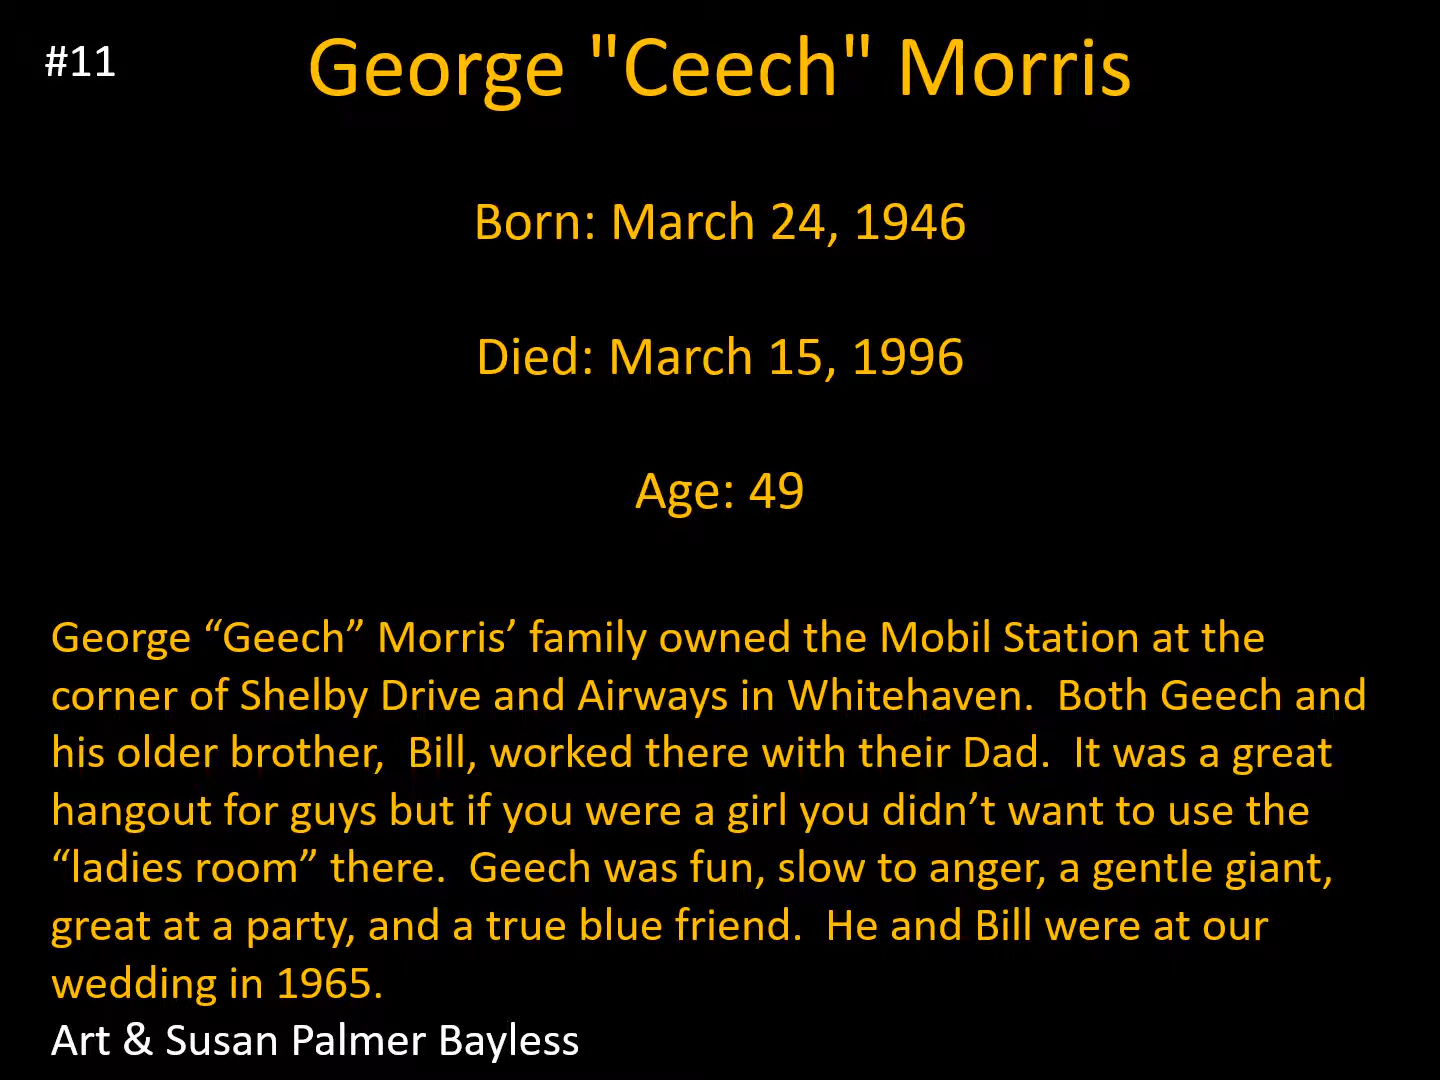 #11
George "Ceech" Morris
Born: March 24, 1946
Died: March 15, 1996
Age: 49
George “Geech” Morris’ family owned the Mobil Station at the
corner of Shelby Drive and Airways in Whitehaven.  Both Geech and
his older brother,  Bill, worked there with their Dad.  It was a great
hangout for guys but if you were a girl you didn’t want to use the
“ladies room” there.  Geech was fun, slow to anger, a gentle giant,
great at a party, and a true blue friend.  He and Bill were at our
wedding in 1965.
Art & Susan Palmer Bayless